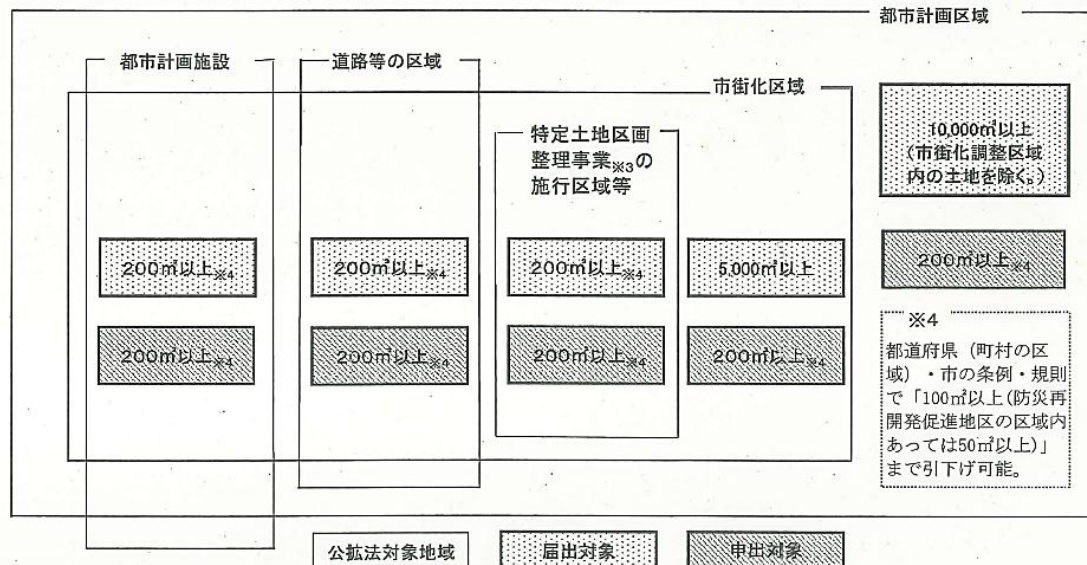 都市計画区域
都市計画施設
道路等の区域
市街化区域
特定土地区画
整理事業※3の
施行区域等
10,000㎡以上
(市街化調整区域
内の土地を除く。)
200㎡以上※4
200㎡以上※4
200㎡以上※4
5,000㎡以上
200㎡以上※4
200㎡以上※4
200㎡以上※4
200㎡以上※4
200㎡以上※4
※4
都道府県(町村の区
域)・市の条例・規則
で「100㎡以上(防災再
開発促進地区の区域内
あっては50㎡以上)」
まで引下げ可能。
公拡法対象地域
届出対象
申出対象